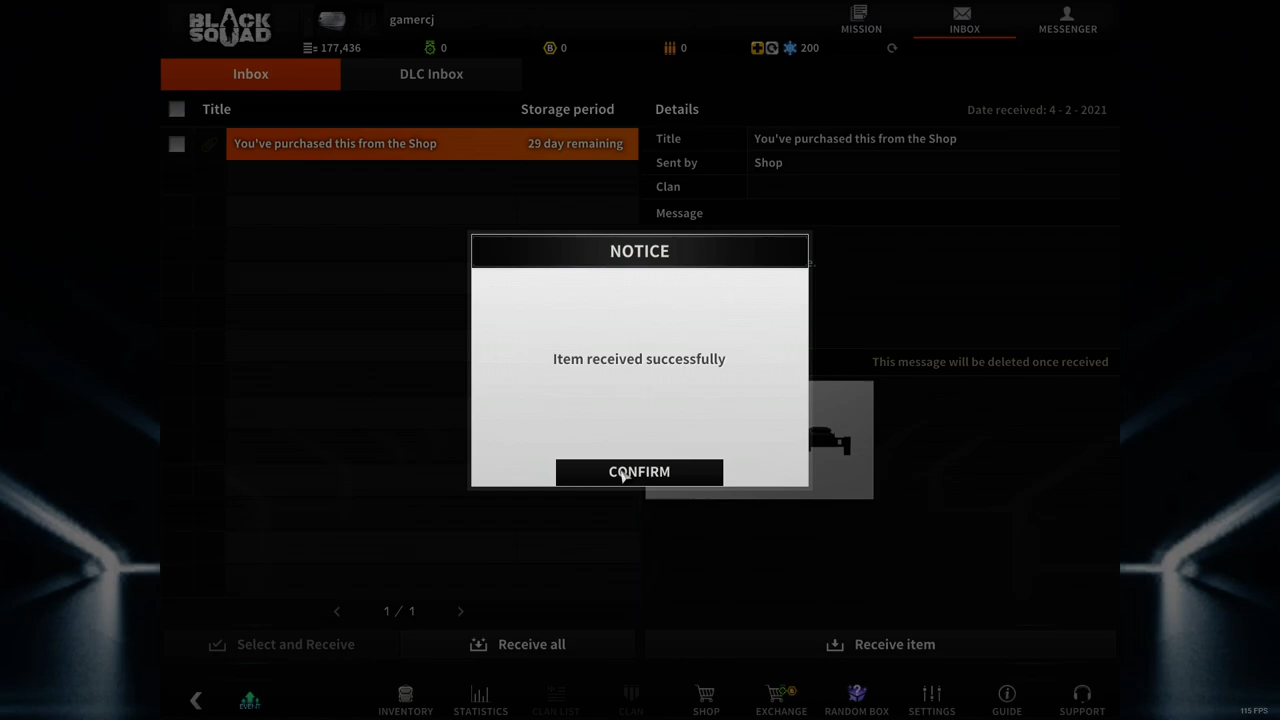 BLACK SQUAD
gamercj
177,436
0
B 0
0
200
MISSION
INBOX
MESSENGER
Inbox
DLC Inbox
Title
Storage period
You've purchased this from the Shop
29 day remaining
Details
Date received: 4 - 2 - 2021
Title
You've purchased this from the Shop
Sent by
Shop
Clan
Message
e.
NOTICE
Item received successfully
CONFIRM
This message will be deleted once received
< 1 / 1 >
Select and Receive
Receive all
Receive item
EVENT
INVENTORY
STATISTICS
CLAN LIST
CLAN
SHOP
EXCHANGE
RANDOM BOX
SETTINGS
GUIDE
SUPPORT
115 FPS